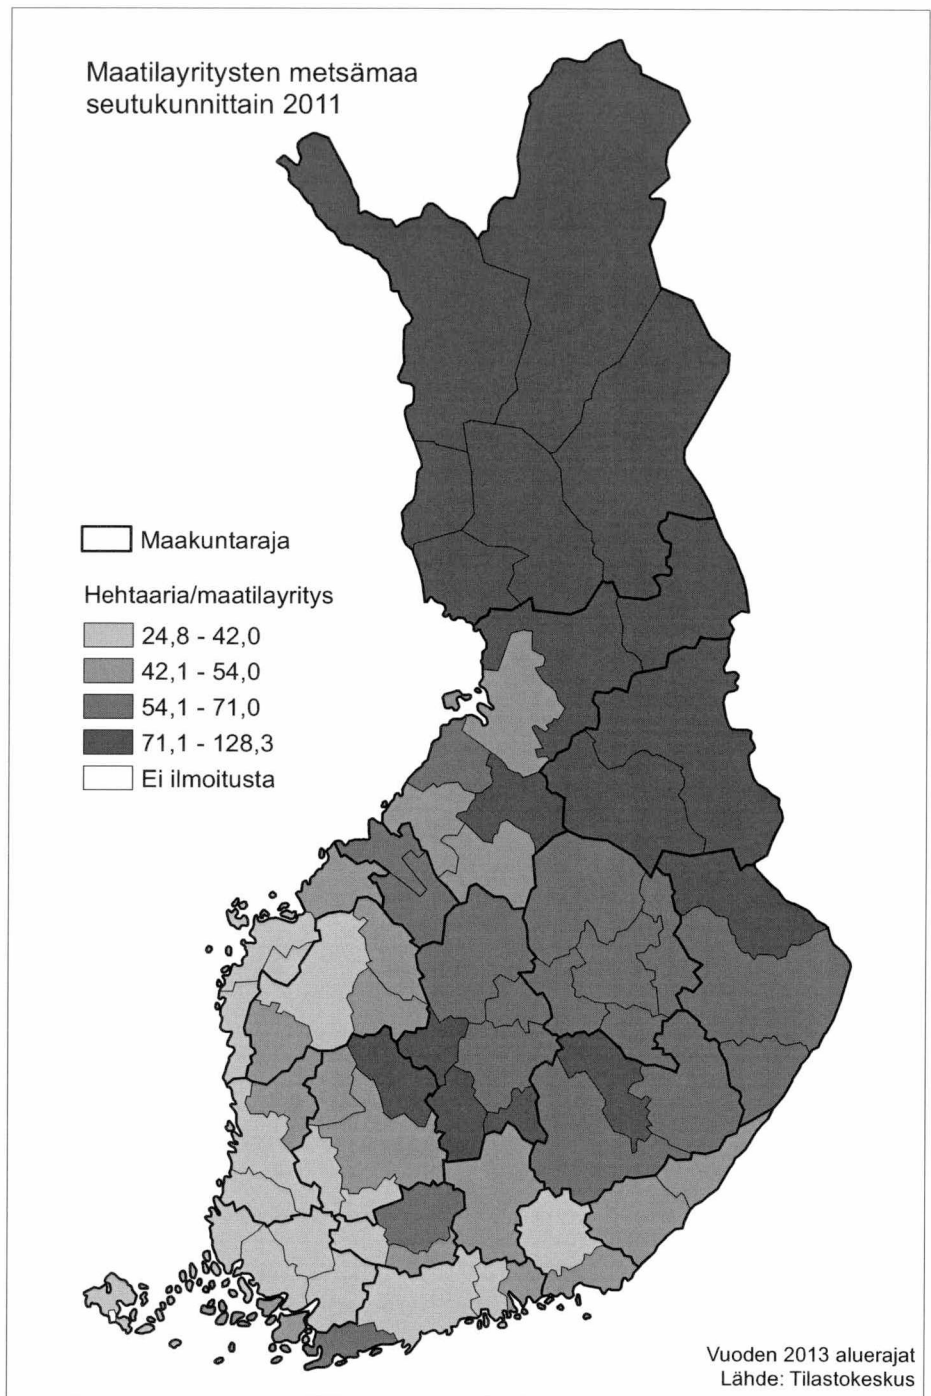 Maatilayritysten metsämaa
seutukunnittain 2011
Maakuntaraja
Hehtaaria/maatilayritys
24,8 - 42,0
42,1 - 54,0
54,1 - 71,0
71,1 - 128,3
Ei ilmoitusta
Vuoden 2013 aluerajat
Lähde: Tilastokeskus